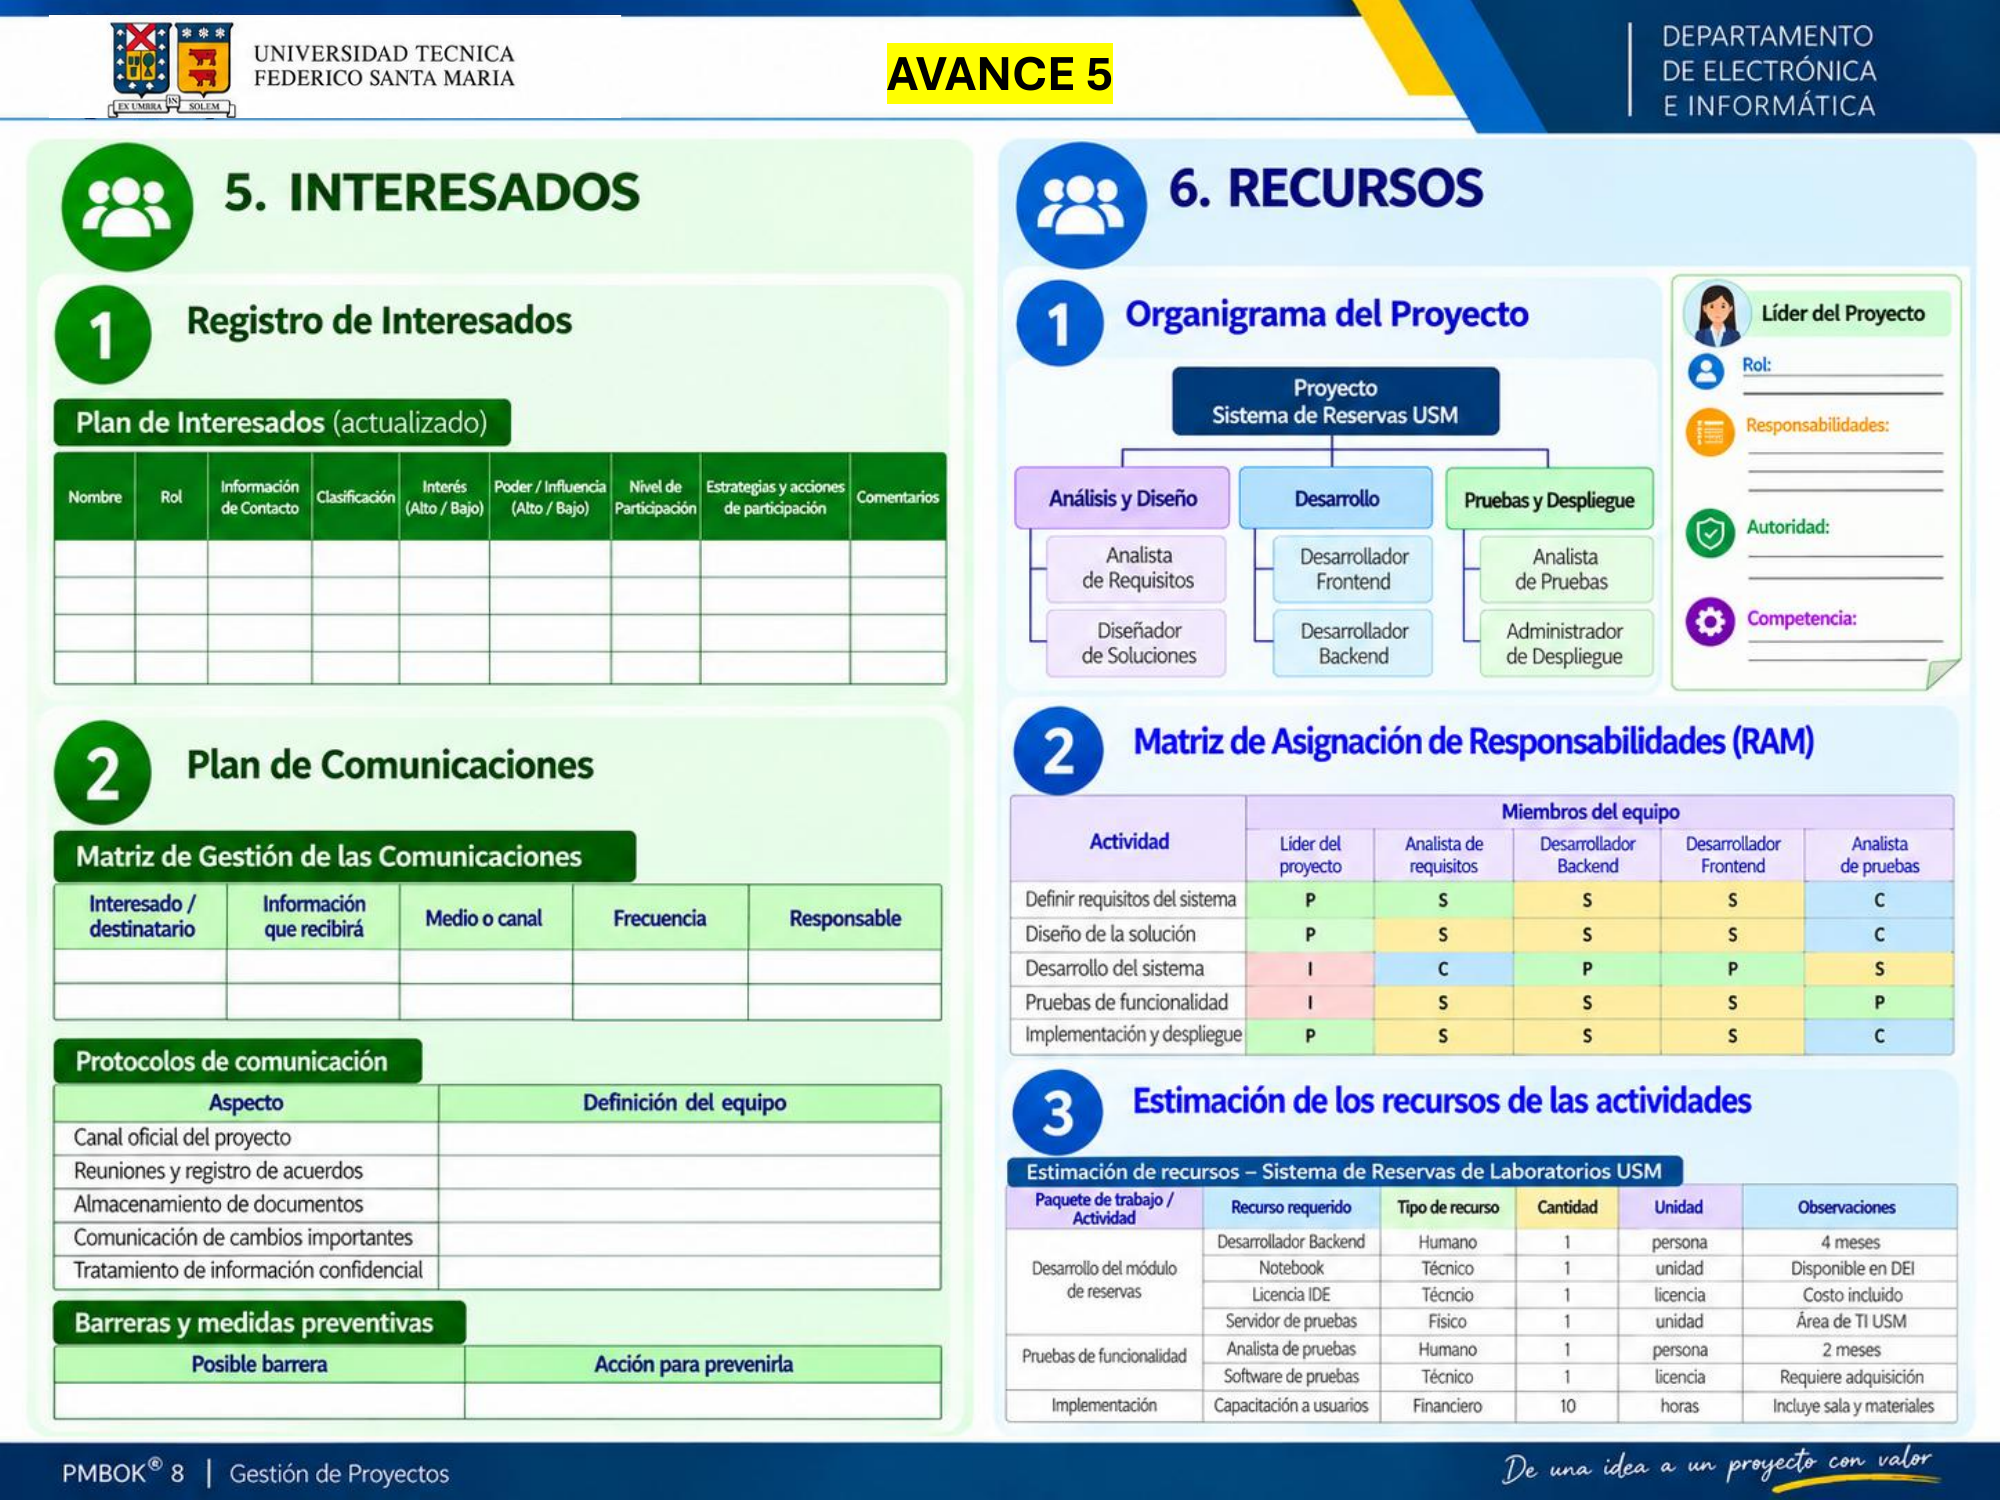 UNIVERSIDAD TECNICA
FEDERICO SANTA MARIA
EX UMBRA IN SOLEM
AVANCE 5
DEPARTAMENTO
DE ELECTRÓNICA
E INFORMÁTICA
5. INTERESADOS
1 Registro de Interesados
Plan de Interesados (actualizado)
Nombre | Rol | Información de Contacto | Clasificación | Interés (Alto / Bajo) | Poder / Influencia (Alto / Bajo) | Nivel de Participación | Estrategias y acciones de participación | Comentarios
2 Plan de Comunicaciones
Matriz de Gestión de las Comunicaciones
Interesado / destinatario | Información que recibirá | Medio o canal | Frecuencia | Responsable
Protocolos de comunicación
Aspecto | Definición del equipo
Canal oficial del proyecto
Reuniones y registro de acuerdos
Almacenamiento de documentos
Comunicación de cambios importantes
Tratamiento de información confidencial
Barreras y medidas preventivas
Posible barrera | Acción para prevenirla
6. RECURSOS
1 Organigrama del Proyecto
Proyecto
Sistema de Reservas USM
Análisis y Diseño
Analista
de Requisitos
Diseñador
de Soluciones
Desarrollo
Desarrollador
Frontend
Desarrollador
Backend
Pruebas y Despliegue
Analista
de Pruebas
Administrador
de Despliegue
Líder del Proyecto
Rol:
Responsabilidades:
Autoridad:
Competencia:
2 Matriz de Asignación de Responsabilidades (RAM)
Actividad | Miembros del equipo
Líder del proyecto | Analista de requisitos | Desarrollador Backend | Desarrollador Frontend | Analista de pruebas
Definir requisitos del sistema | P | S | S | S | C
Diseño de la solución | P | S | S | S | C
Desarrollo del sistema | I | C | P | P | S
Pruebas de funcionalidad | I | S | S | S | P
Implementación y despliegue | P | S | S | S | C
3 Estimación de los recursos de las actividades
Estimación de recursos – Sistema de Reservas de Laboratorios USM
Paquete de trabajo / Actividad | Recurso requerido | Tipo de recurso | Cantidad | Unidad | Observaciones
Desarrollo del módulo de reservas | Desarrollador Backend | Humano | 1 | persona | 4 meses
Notebook | Técnico | 1 | unidad | Disponible en DEI
Licencia IDE | Técncio | 1 | licencia | Costo incluido
Servidor de pruebas | Físico | 1 | unidad | Área de TI USM
Pruebas de funcionalidad | Analista de pruebas | Humano | 1 | persona | 2 meses
Software de pruebas | Técnico | 1 | licencia | Requiere adquisición
Implementación | Capacitación a usuarios | Financiero | 10 | horas | Incluye sala y materiales
PMBOK® 8 | Gestión de Proyectos
De una idea a un proyecto con valor